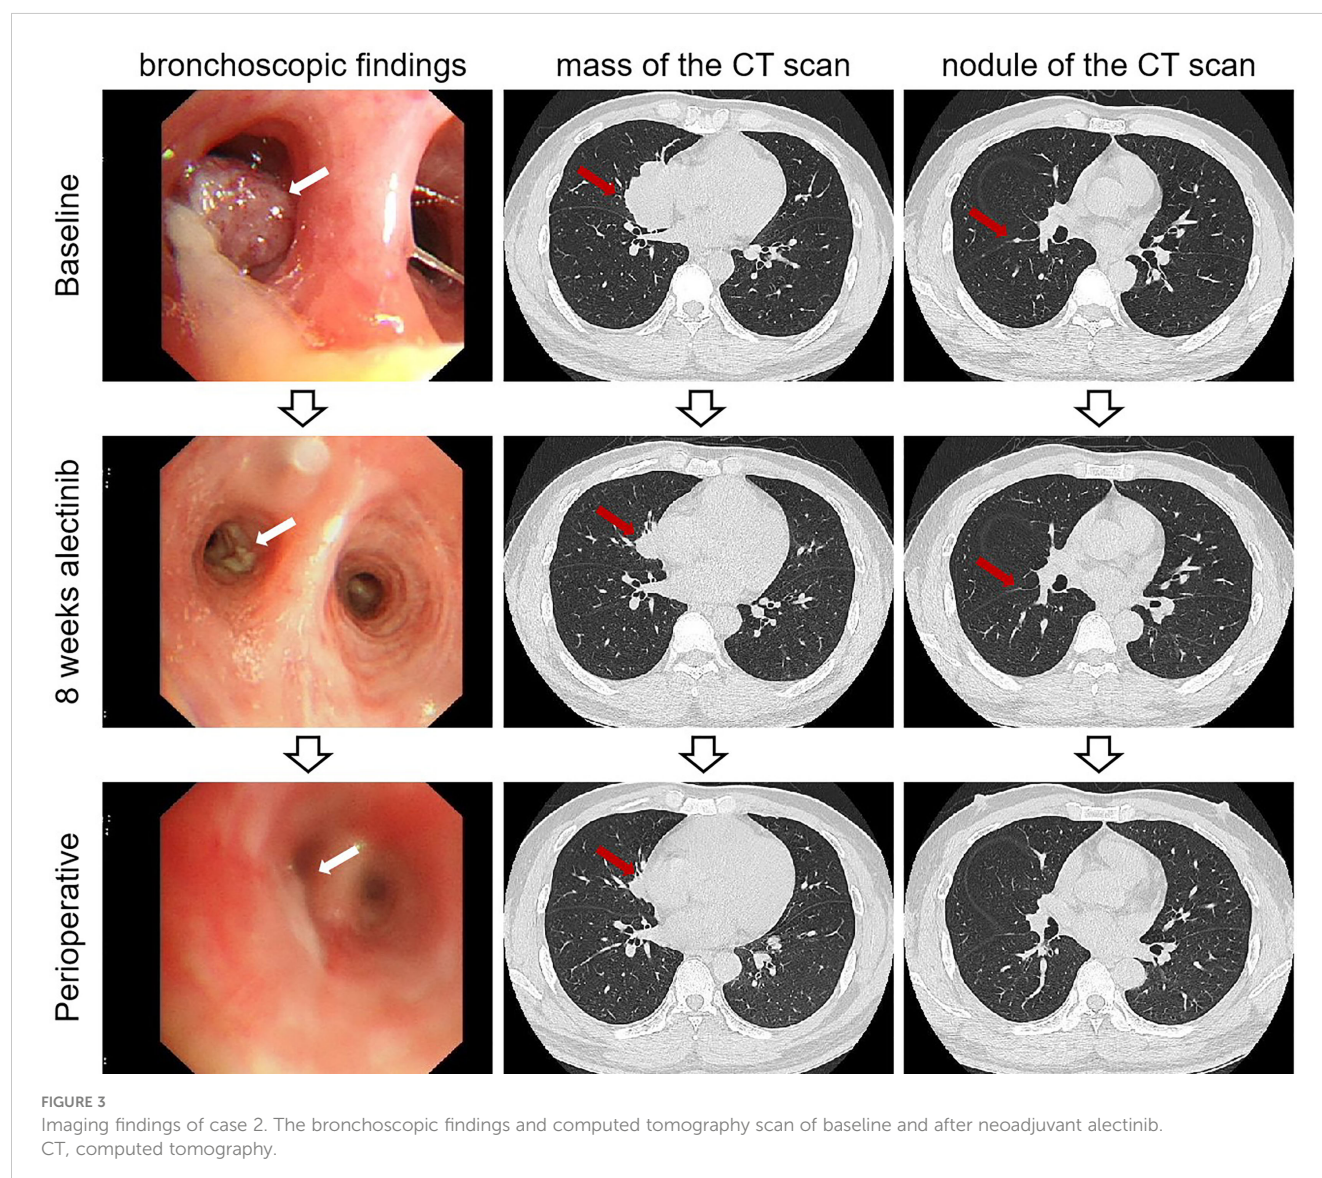 bronchoscopic findings
mass of the CT scan
nodule of the CT scan
Baseline
8 weeks alectinib
Perioperative
FIGURE 3
Imaging findings of case 2. The bronchoscopic findings and computed tomography scan of baseline and after neoadjuvant alectinib.
CT, computed tomography.